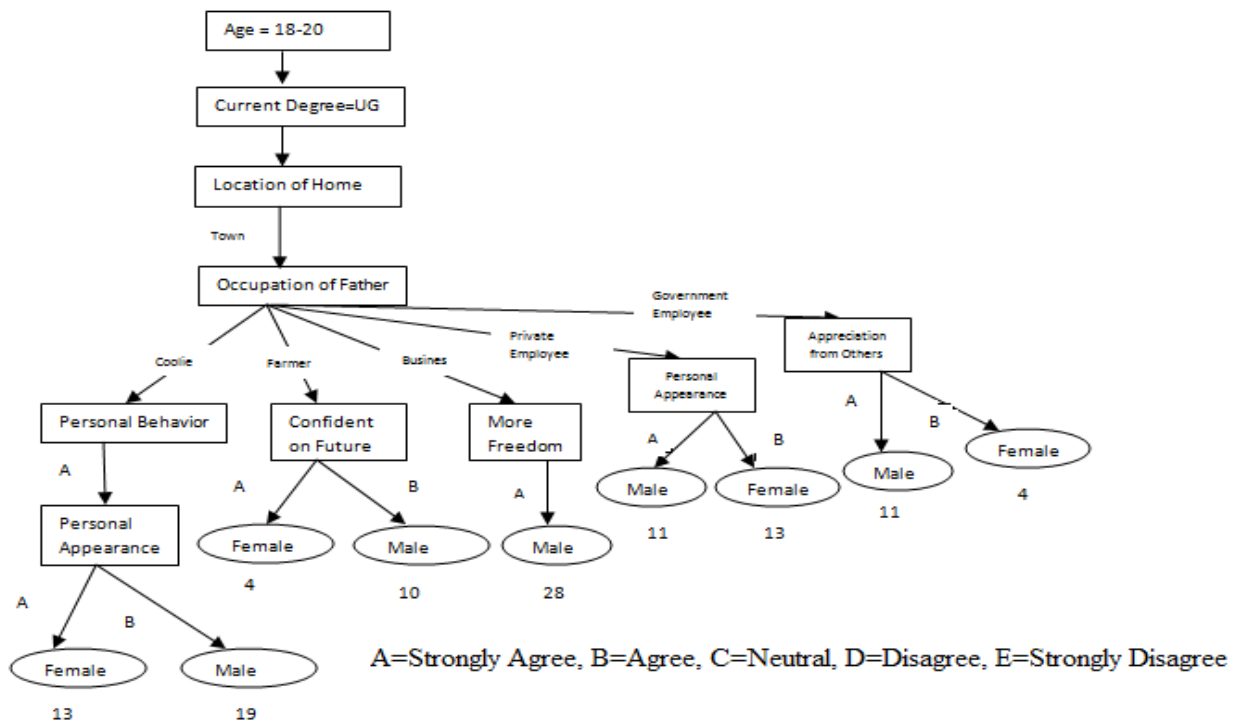 Age = 18-20
Current Degree=UG
Location of Home
Town
Occupation of Father
Government
Employee
Private
Employee
Busines
Farmer
Coolie
Appreciation
from Others
Personal
Appearance
Personal Behavior
Confident
on Future
More
Freedom
A
B
A
B
A
A
B
A
Male
Female
Male
Female
11
13
11
4
Personal
Appearance
Female
Male
Male
4
10
28
A
B
Female
Male
13
19
A=Strongly Agree, B=Agree, C=Neutral, D=Disagree, E=Strongly Disagree